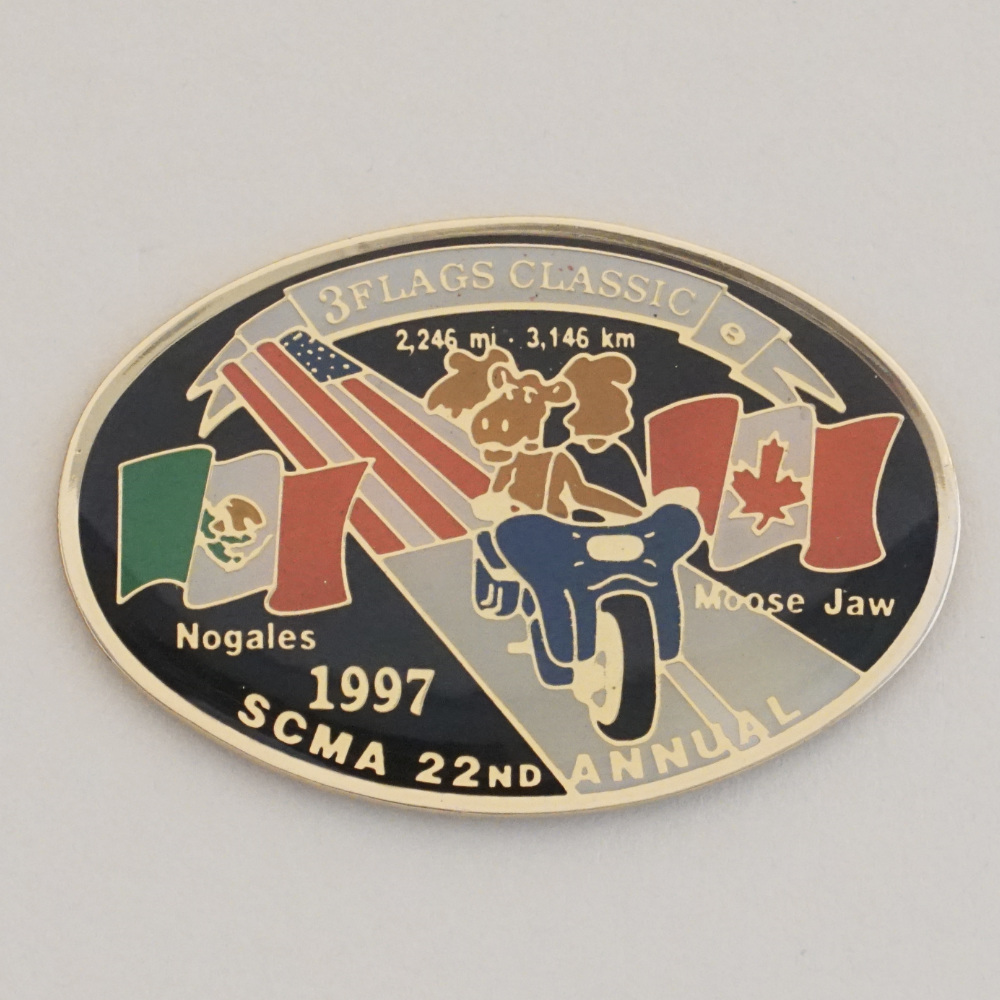 3FLAGS CLASSIC ®
2,246 mi · 3,146 km
Nogales
Moose Jaw
1997
SCMA 22ND ANNUAL